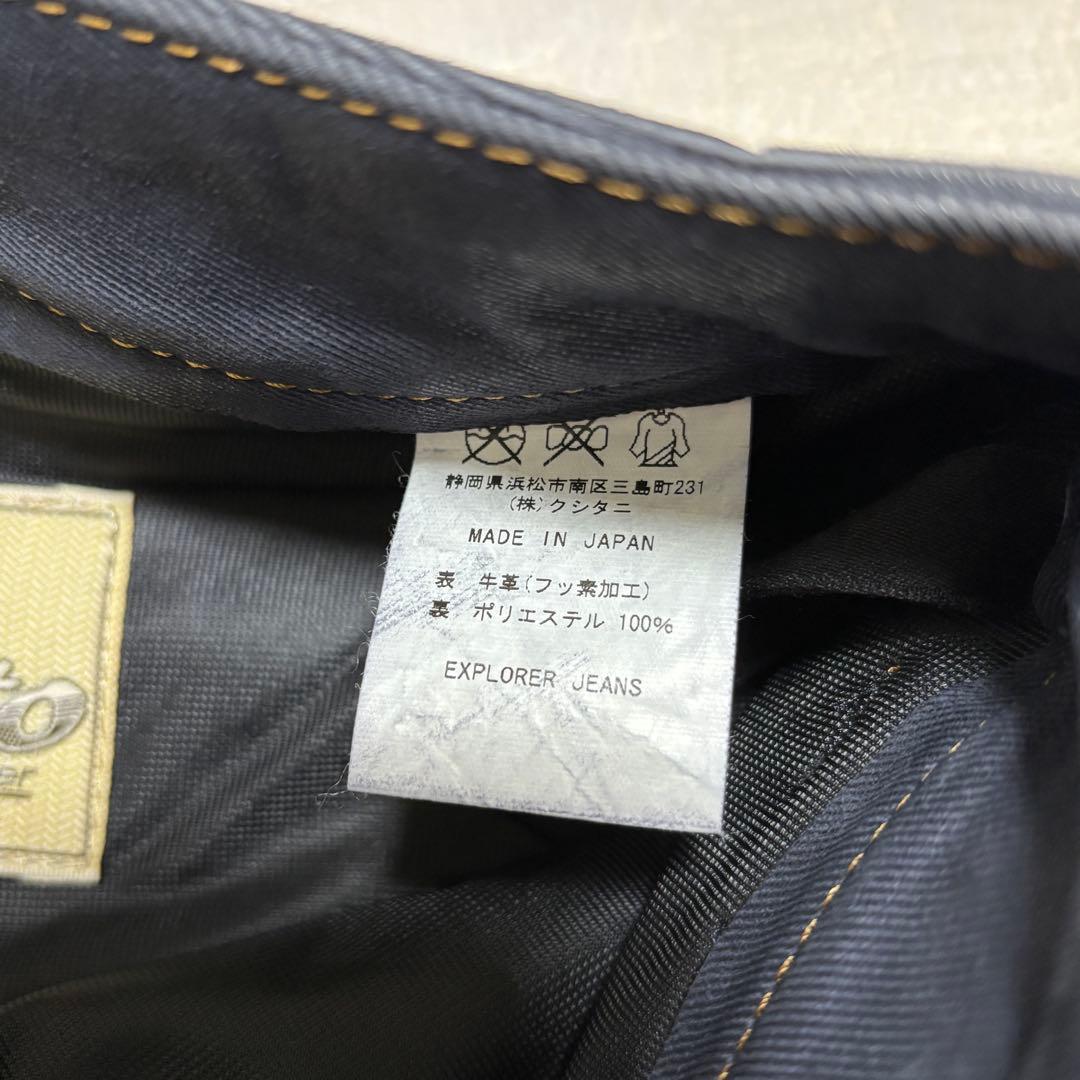 静岡県浜松市南区三島町231
(株)クシタニ
MADE IN JAPAN
表 牛革(フッ素加工)
裏 ポリエステル 100%
EXPLORER JEANS